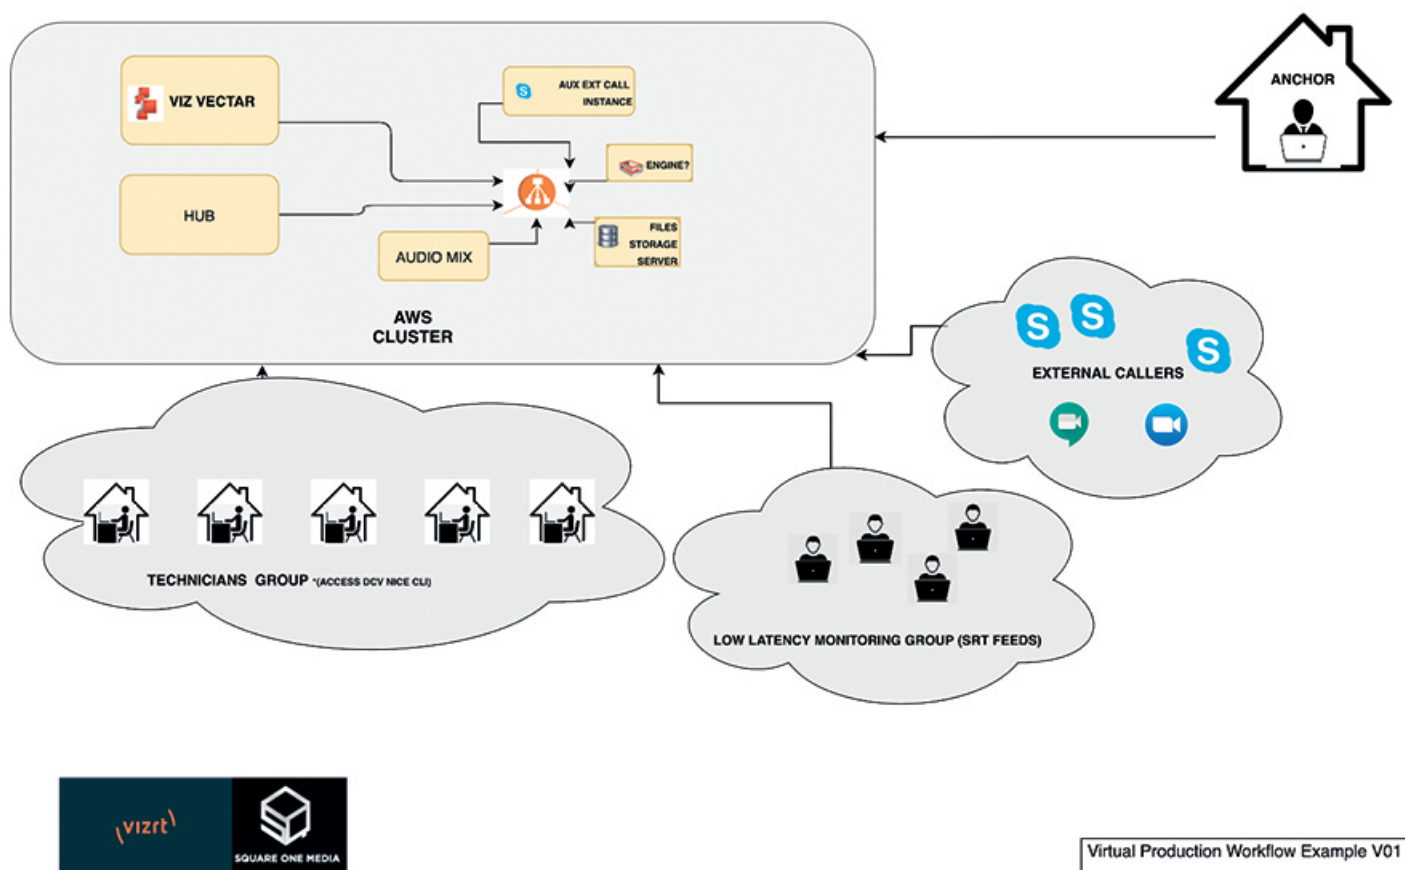 VIZ VECTAR
AUX EXT CALL
INSTANCE
ENGINE?
HUB
FILES
STORAGE
SERVER
AUDIO MIX
AWS
CLUSTER
ANCHOR
S
S
S
S
EXTERNAL CALLERS
TECHNICIANS GROUP *(ACCESS DCV NICE CLI)
LOW LATENCY MONITORING GROUP (SRT FEEDS)
(vizrt)
SQUARE ONE MEDIA
Virtual Production Workflow Example V01